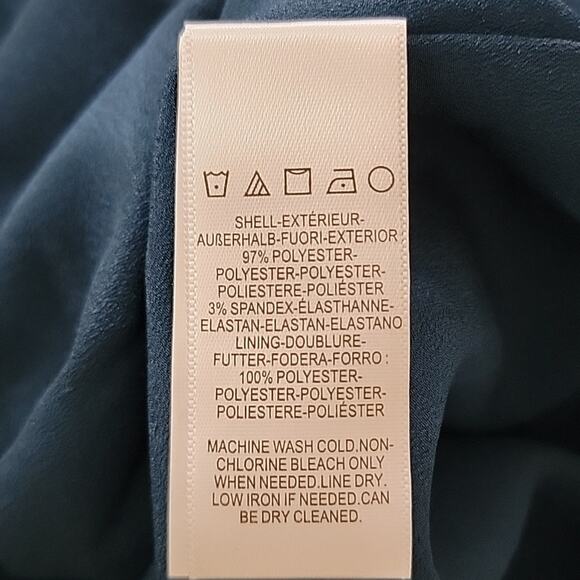 SHELL-EXTÉRIEUR-
AUßERHALB-FUORI-EXTERIOR
97% POLYESTER-
POLYESTER-POLYESTER-
POLIESTERE-POLIÉSTER
3% SPANDEX-ÉLASTHANNE-
ELASTAN-ELASTAN-ELASTANO
LINING-DOUBLURE-
FUTTER-FODERA-FORRO :
100% POLYESTER-
POLYESTER-POLYESTER-
POLIESTERE-POLIÉSTER
MACHINE WASH COLD.NON-
CHLORINE BLEACH ONLY
WHEN NEEDED.LINE DRY.
LOW IRON IF NEEDED.CAN
BE DRY CLEANED.